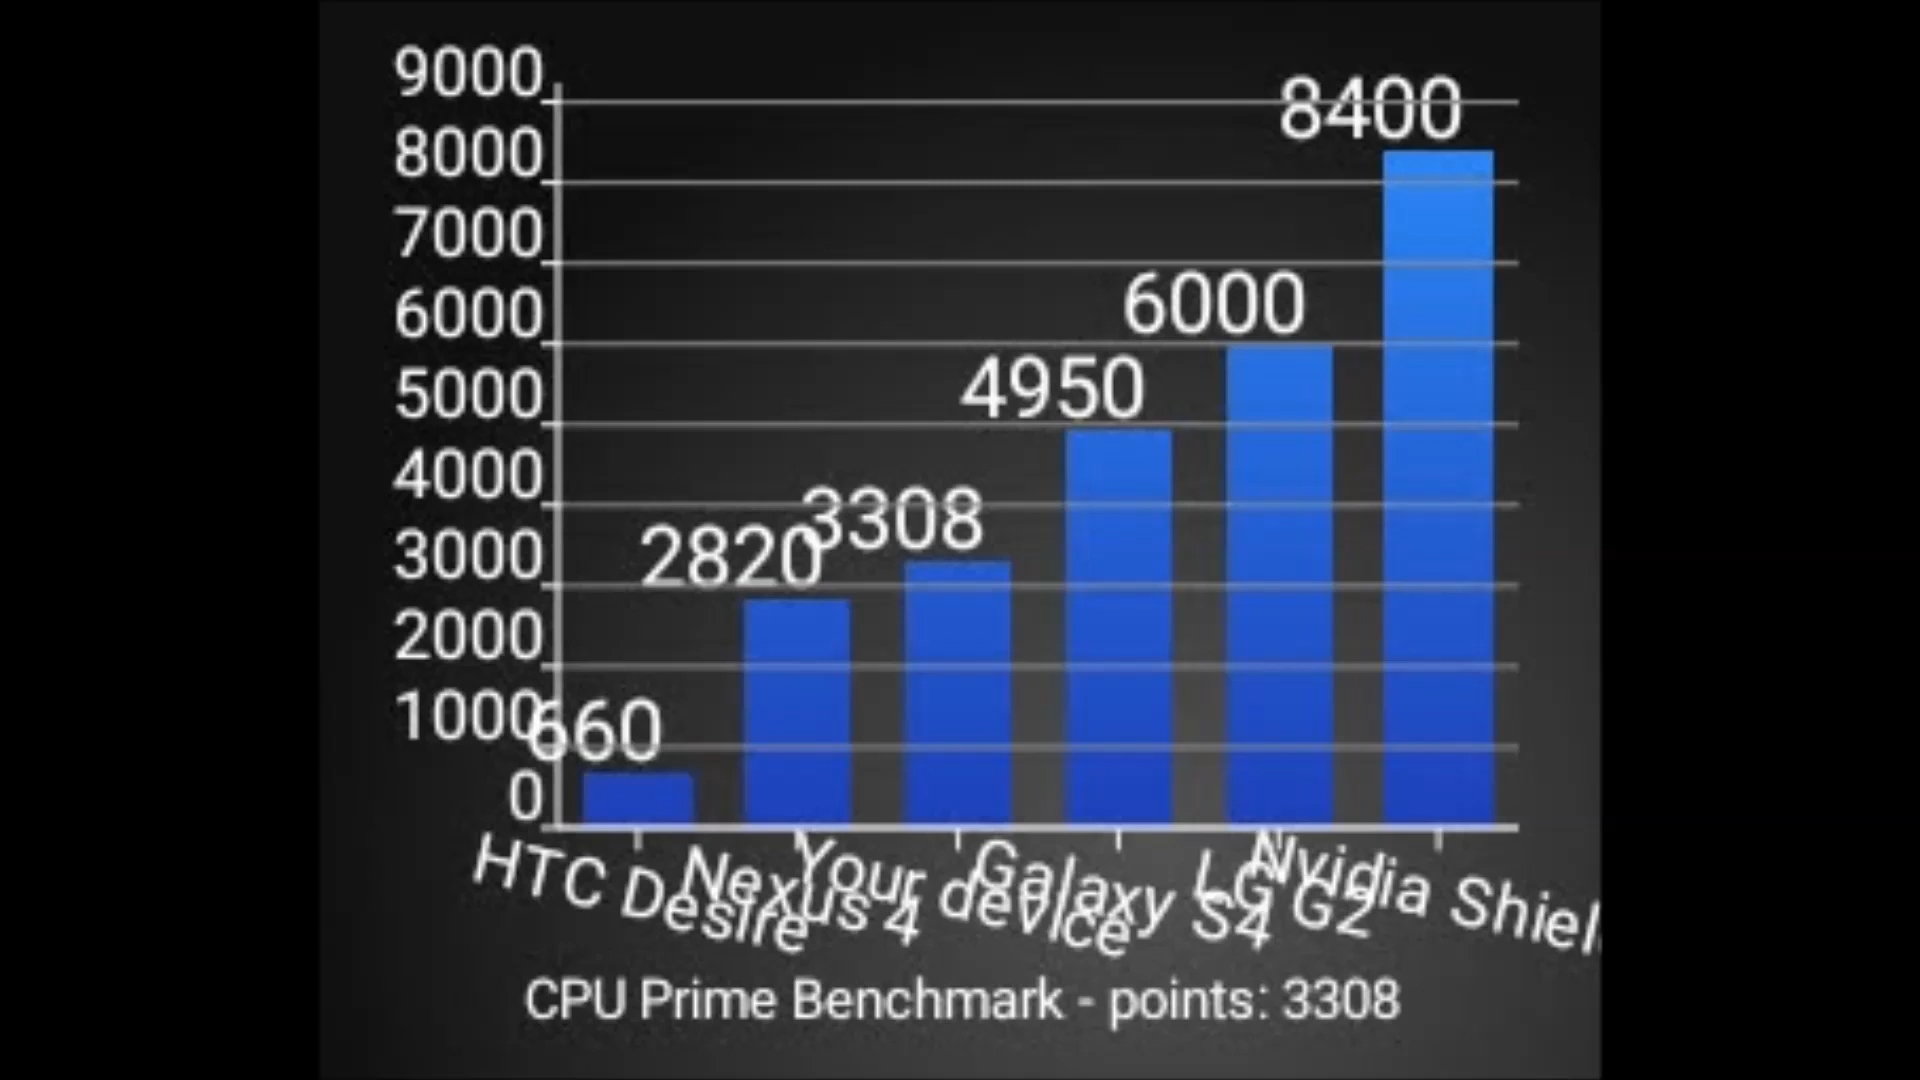 9000
8000
7000
6000
5000
4000
3000
2000
1000
0
660
2820
3308
4950
6000
8400
HTC Desire
Nexus 4
Your device
Galaxy S4
LG G2
Nvidia Shiel
CPU Prime Benchmark - points: 3308